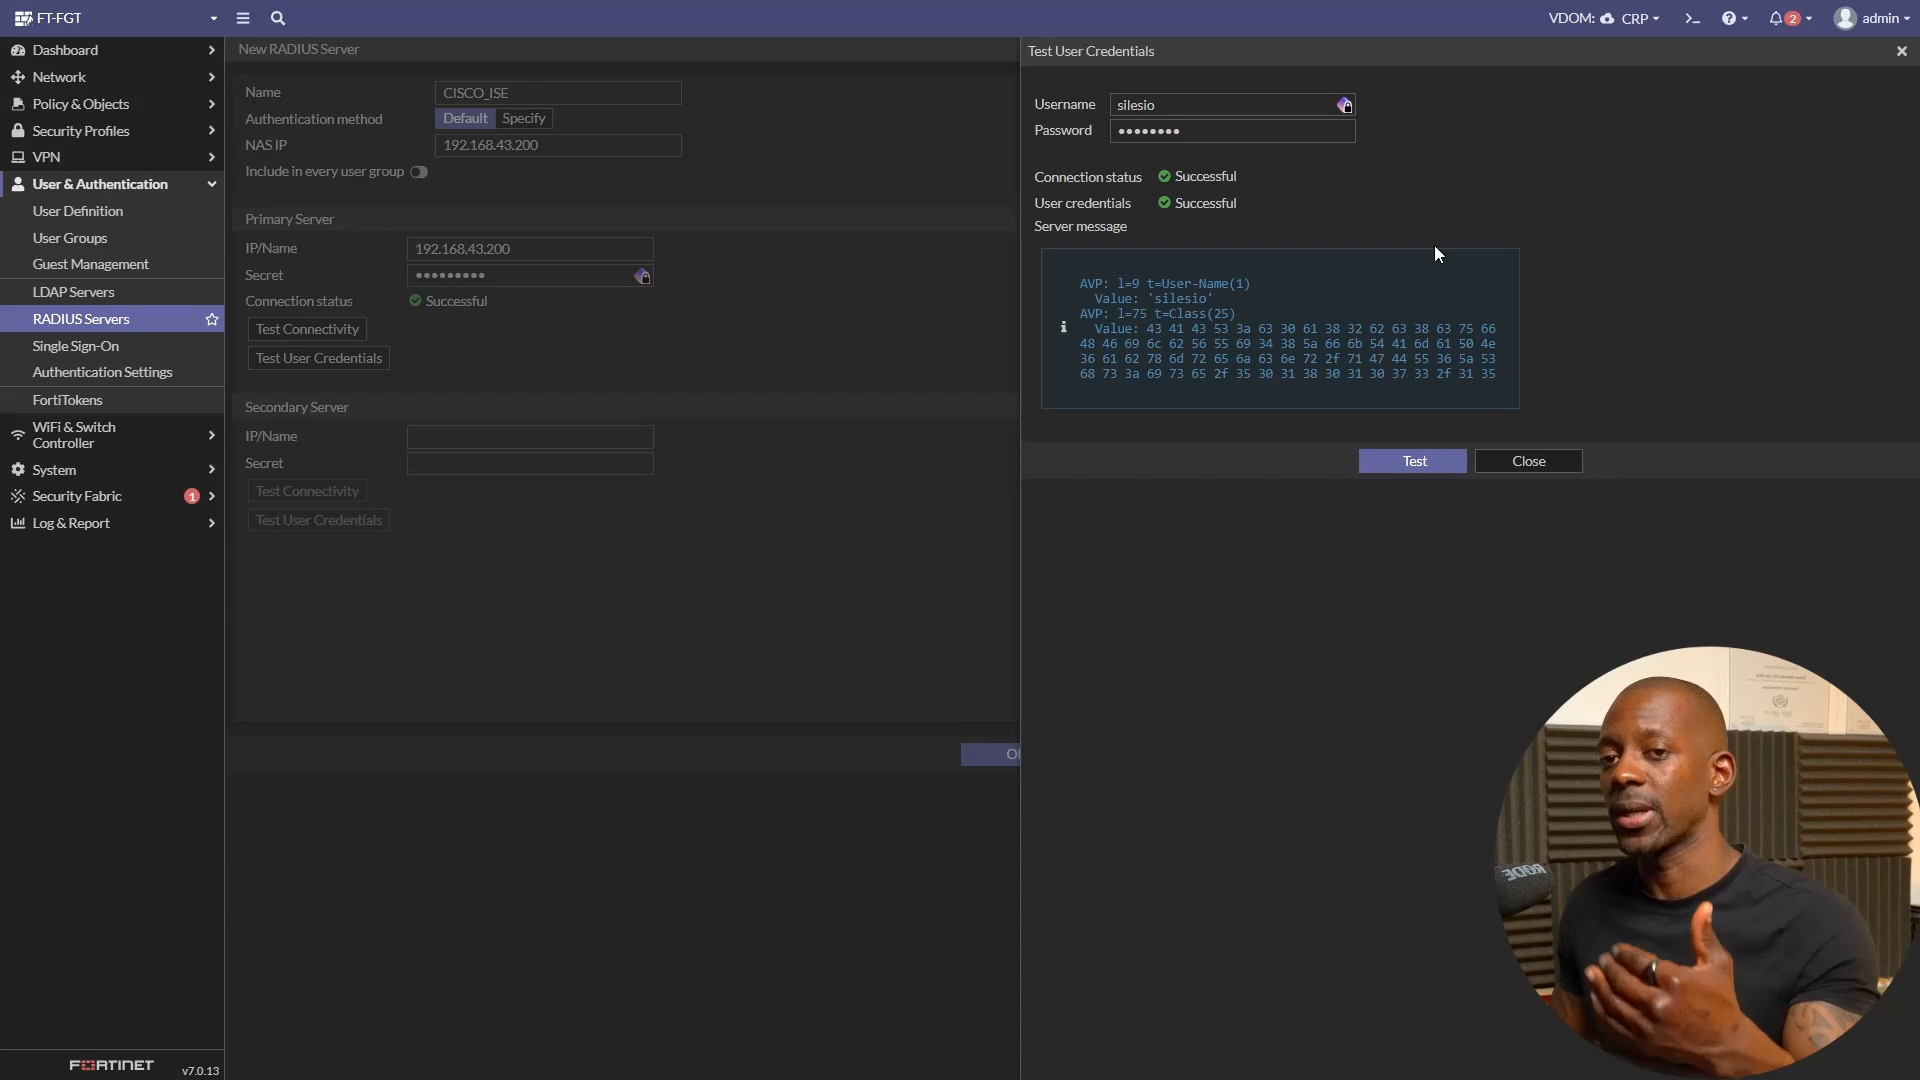 FT-FGT
VDOM: CRP
2
admin
Dashboard
Network
Policy & Objects
Security Profiles
VPN
User & Authentication
User Definition
User Groups
Guest Management
LDAP Servers
RADIUS Servers
Single Sign-On
Authentication Settings
FortiTokens
WiFi & Switch
Controller
System
Security Fabric 1
Log & Report
FORTINET
v7.0.13
New RADIUS Server
Name CISCO_ISE
Authentication method Default Specify
NAS IP 192.168.43.200
Include in every user group
Primary Server
IP/Name 192.168.43.200
Secret •••••••••
Connection status Successful
Test Connectivity
Test User Credentials
Secondary Server
IP/Name
Secret
Test Connectivity
Test User Credentials
Test User Credentials
Username silesio
Password ••••••••
Connection status Successful
User credentials Successful
Server message
AVP: l=9 t=User-Name(1)
Value: 'silesio'
AVP: l=75 t=Class(25)
Value: 43 41 43 53 3a 63 30 61 38 32 62 63 38 63 75 66
48 46 69 6c 62 56 55 69 34 38 5a 66 6b 54 41 6d 61 50 4e
36 61 62 78 6d 72 65 6a 63 6e 72 2f 71 47 44 55 36 5a 53
68 73 3a 69 73 65 2f 35 30 31 38 30 31 30 37 33 2f 31 35
Test
Close
RODE